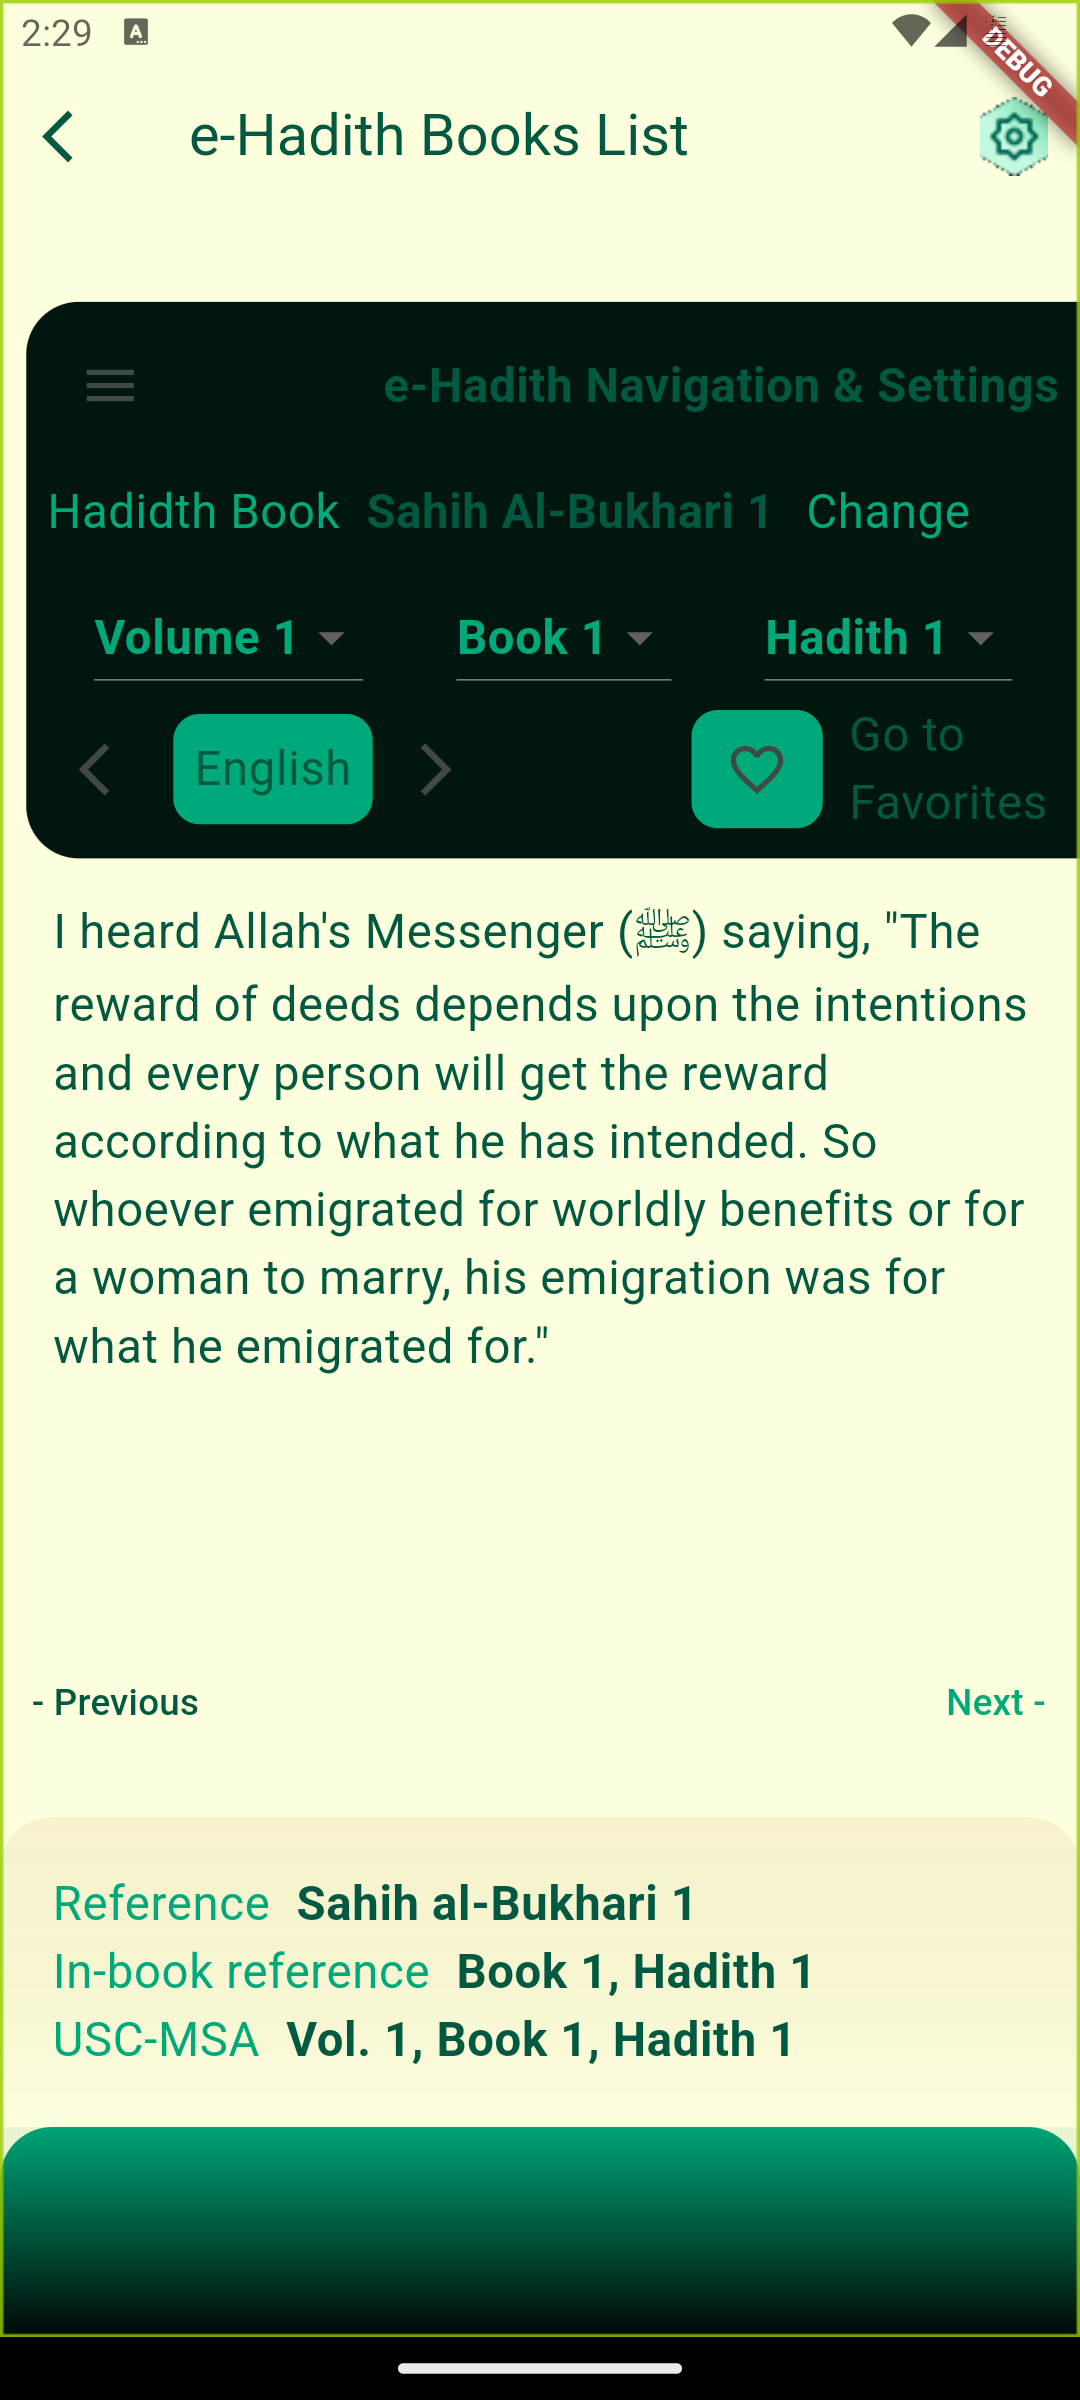 2:29
A
DEBUG
e-Hadith Books List
e-Hadith Navigation & Settings
Hadidth Book Sahih Al-Bukhari 1 Change
Volume 1 Book 1 Hadith 1
English
Go to
Favorites
I heard Allah's Messenger (ﷺ) saying, "The
reward of deeds depends upon the intentions
and every person will get the reward
according to what he has intended. So
whoever emigrated for worldly benefits or for
a woman to marry, his emigration was for
what he emigrated for."
- Previous
Next -
Reference Sahih al-Bukhari 1
In-book reference Book 1, Hadith 1
USC-MSA Vol. 1, Book 1, Hadith 1